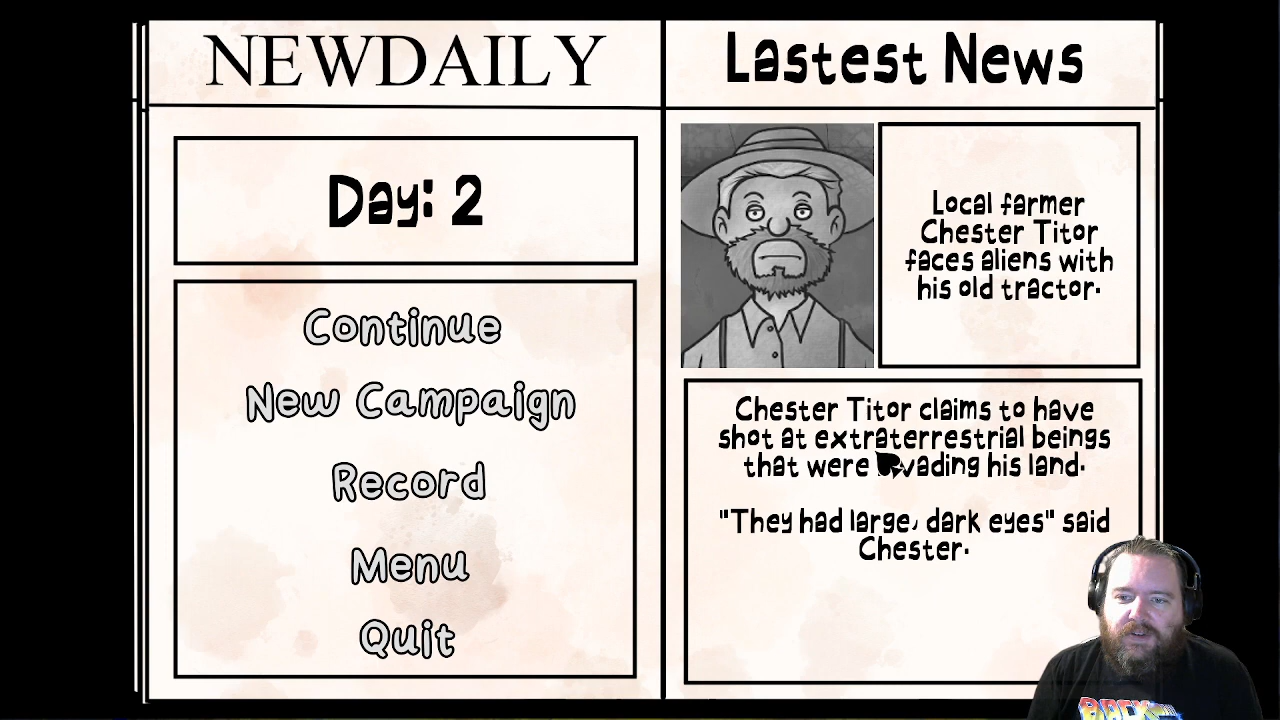 NEWDAILY
Day: 2
Continue
New Campaign
Record
Menu
Quit
Lastest News
Local farmer
Chester Titor
faces aliens with
his old tractor.
Chester Titor claims to have
shot at extraterrestrial beings
that were his land.
"They had large, dark eyes" said
Chester.
BACK